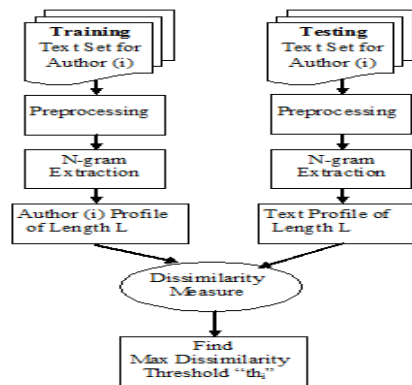 Training
Text Set for
Author (i)
Preprocessing
N-gram
Extraction
Author (i) Profile
of Length L
Testing
Text Set for
Author (i)
Preprocessing
N-gram
Extraction
Text Profile of
Length L
Dissimilarity
Measure
Find
Max Dissimilarity
Threshold “thᵢ”